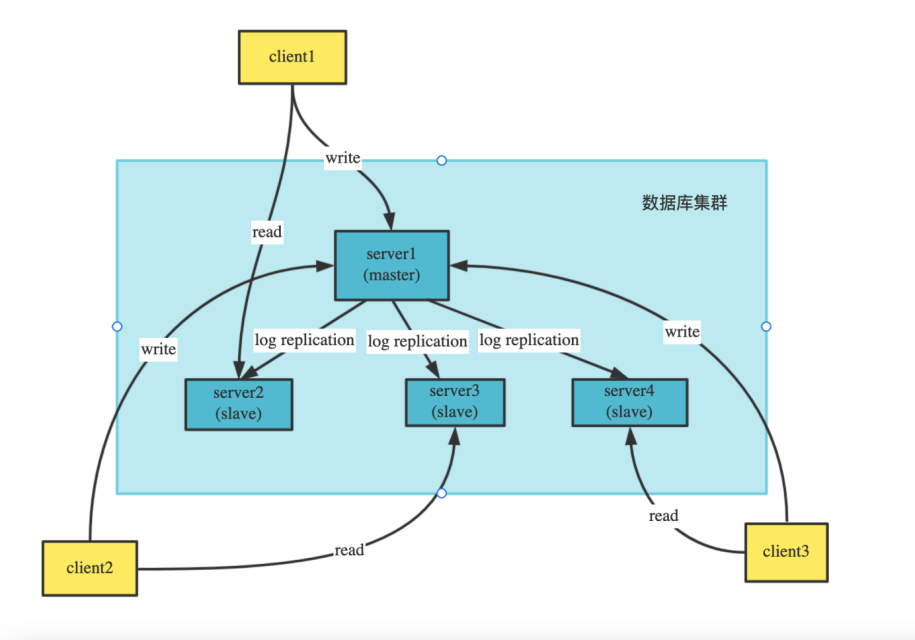 client1
write
数据库集群
read
server1
(master)
log replication
log replication
log replication
write
write
server2
(slave)
server3
(slave)
server4
(slave)
read
read
client2
client3